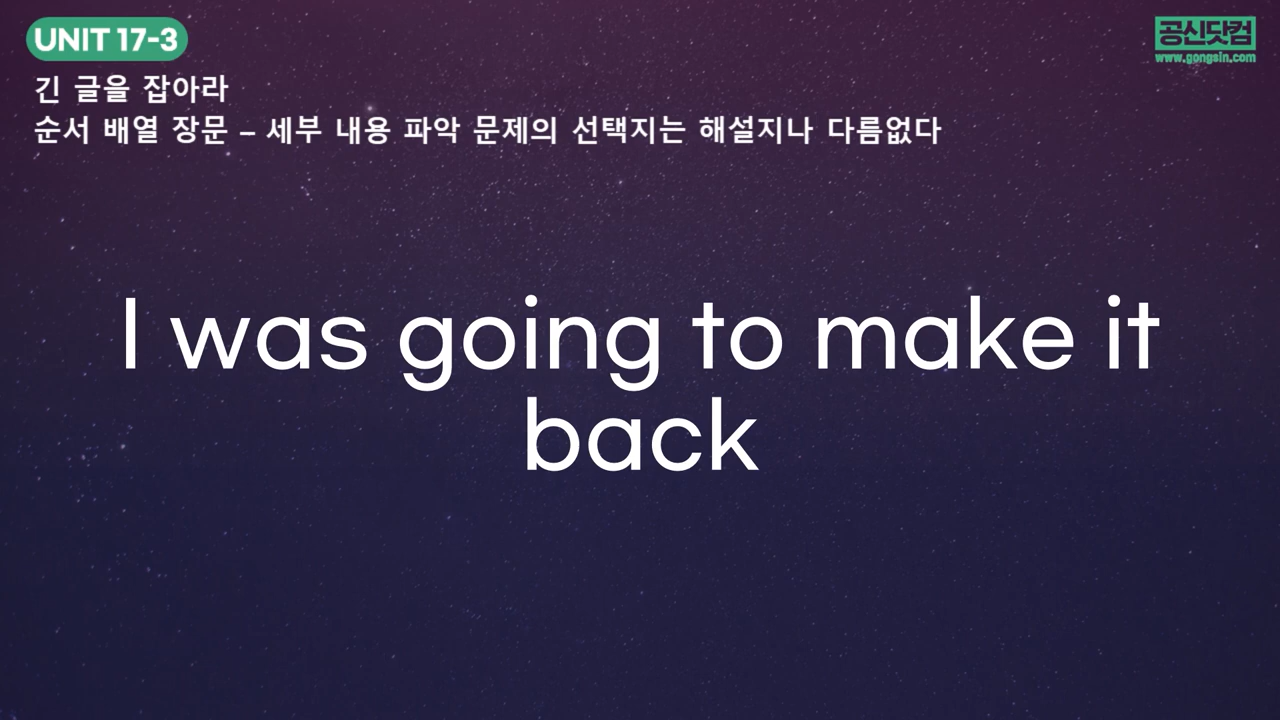 UNIT 17-3
공신닷컴
www.gongsin.com
긴 글을 잡아라
순서 배열 장문 – 세부 내용 파악 문제의 선택지는 해설지나 다름없다
I was going to make it
back